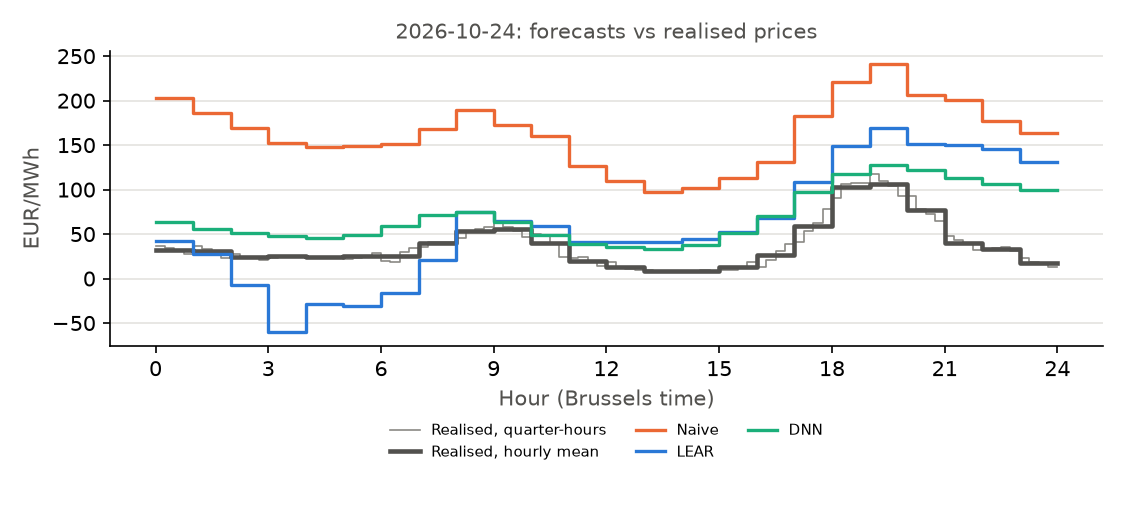 2026-10-24: forecasts vs realised prices
EUR/MWh
250
200
150
100
50
0
−50
0 3 6 9 12 15 18 21 24
Hour (Brussels time)
Realised, quarter-hours Naive DNN
Realised, hourly mean LEAR